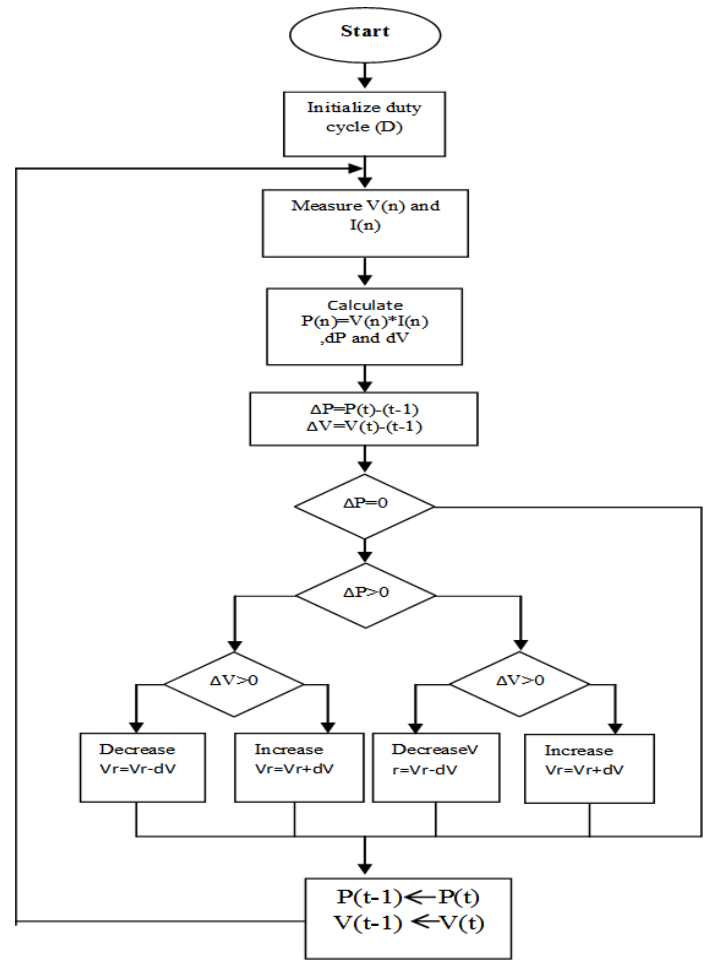 Start
Initialize duty
cycle (D)
Measure V(n) and
I(n)
Calculate
P(n)=V(n)*I(n)
,dP and dV
ΔP=P(t)-(t-1)
ΔV=V(t)-(t-1)
ΔP=0
ΔP>0
ΔV>0
ΔV>0
Decrease
Vr=Vr-dV
Increase
Vr=Vr+dV
DecreaseV
r=Vr-dV
Increase
Vr=Vr+dV
P(t-1)←P(t)
V(t-1) ←V(t)